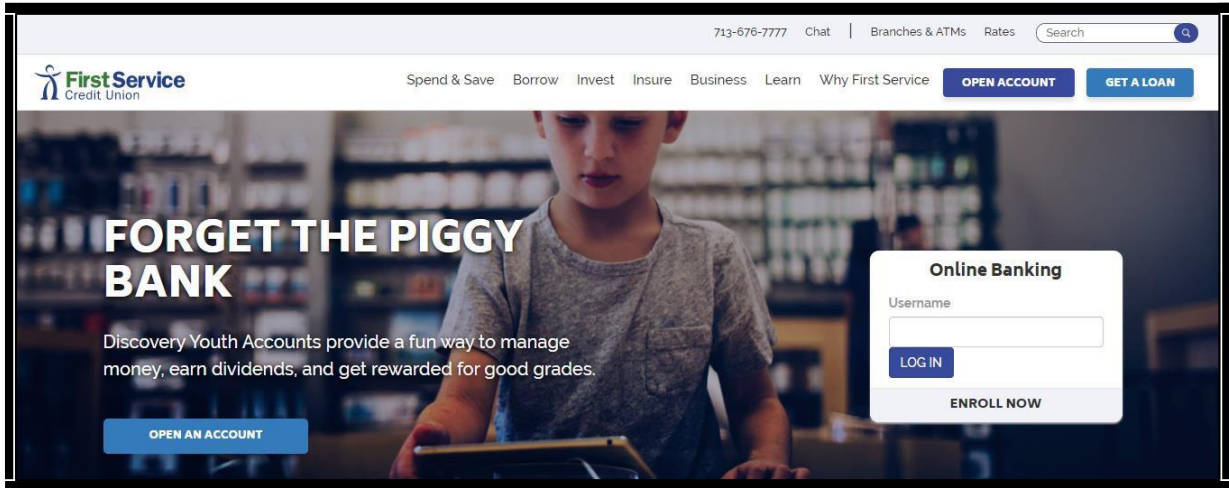 713-676-7777 Chat | Branches & ATMs Rates Search
First Service
Credit Union
Spend & Save Borrow Invest Insure Business Learn Why First Service OPEN ACCOUNT GET A LOAN
FORGET THE PIGGY
BANK
Discovery Youth Accounts provide a fun way to manage
money, earn dividends, and get rewarded for good grades.
OPEN AN ACCOUNT
Online Banking
Username
LOG IN
ENROLL NOW